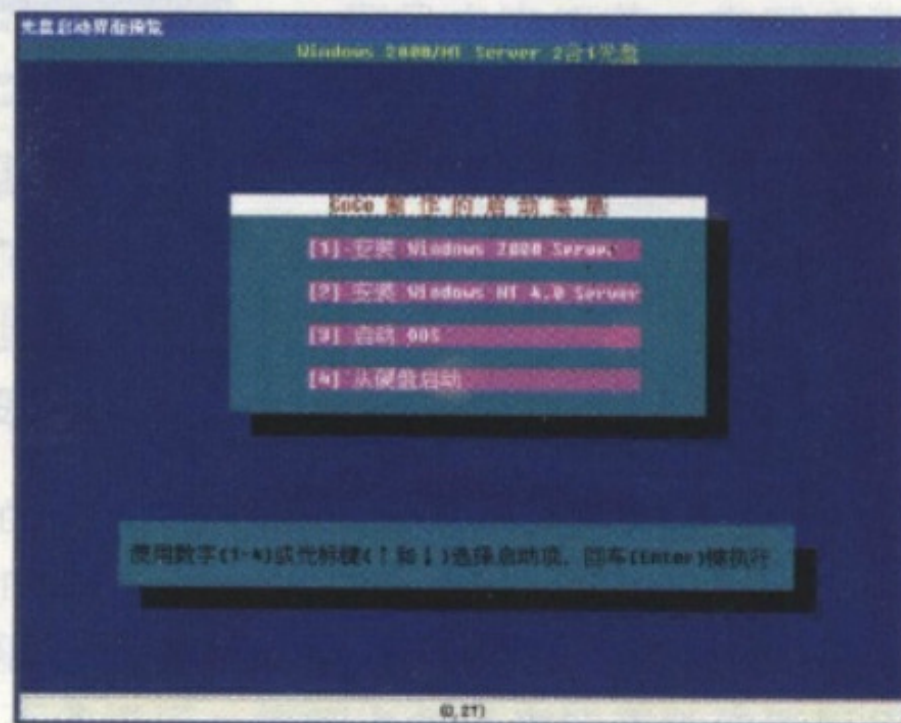 光盘启动界面预览
Windows 2000/NT Server 2合1光盘
CoCo 制 作 的 启 动 菜 单
[1] 安装 Windows 2000 Server
[2] 安装 Windows NT 4.0 Server
[3] 启动 DOS
[4] 从硬盘启动
使用数字(1-4)或光标键(↑和↓)选择启动项,回车(Enter)键执行
(0,27)